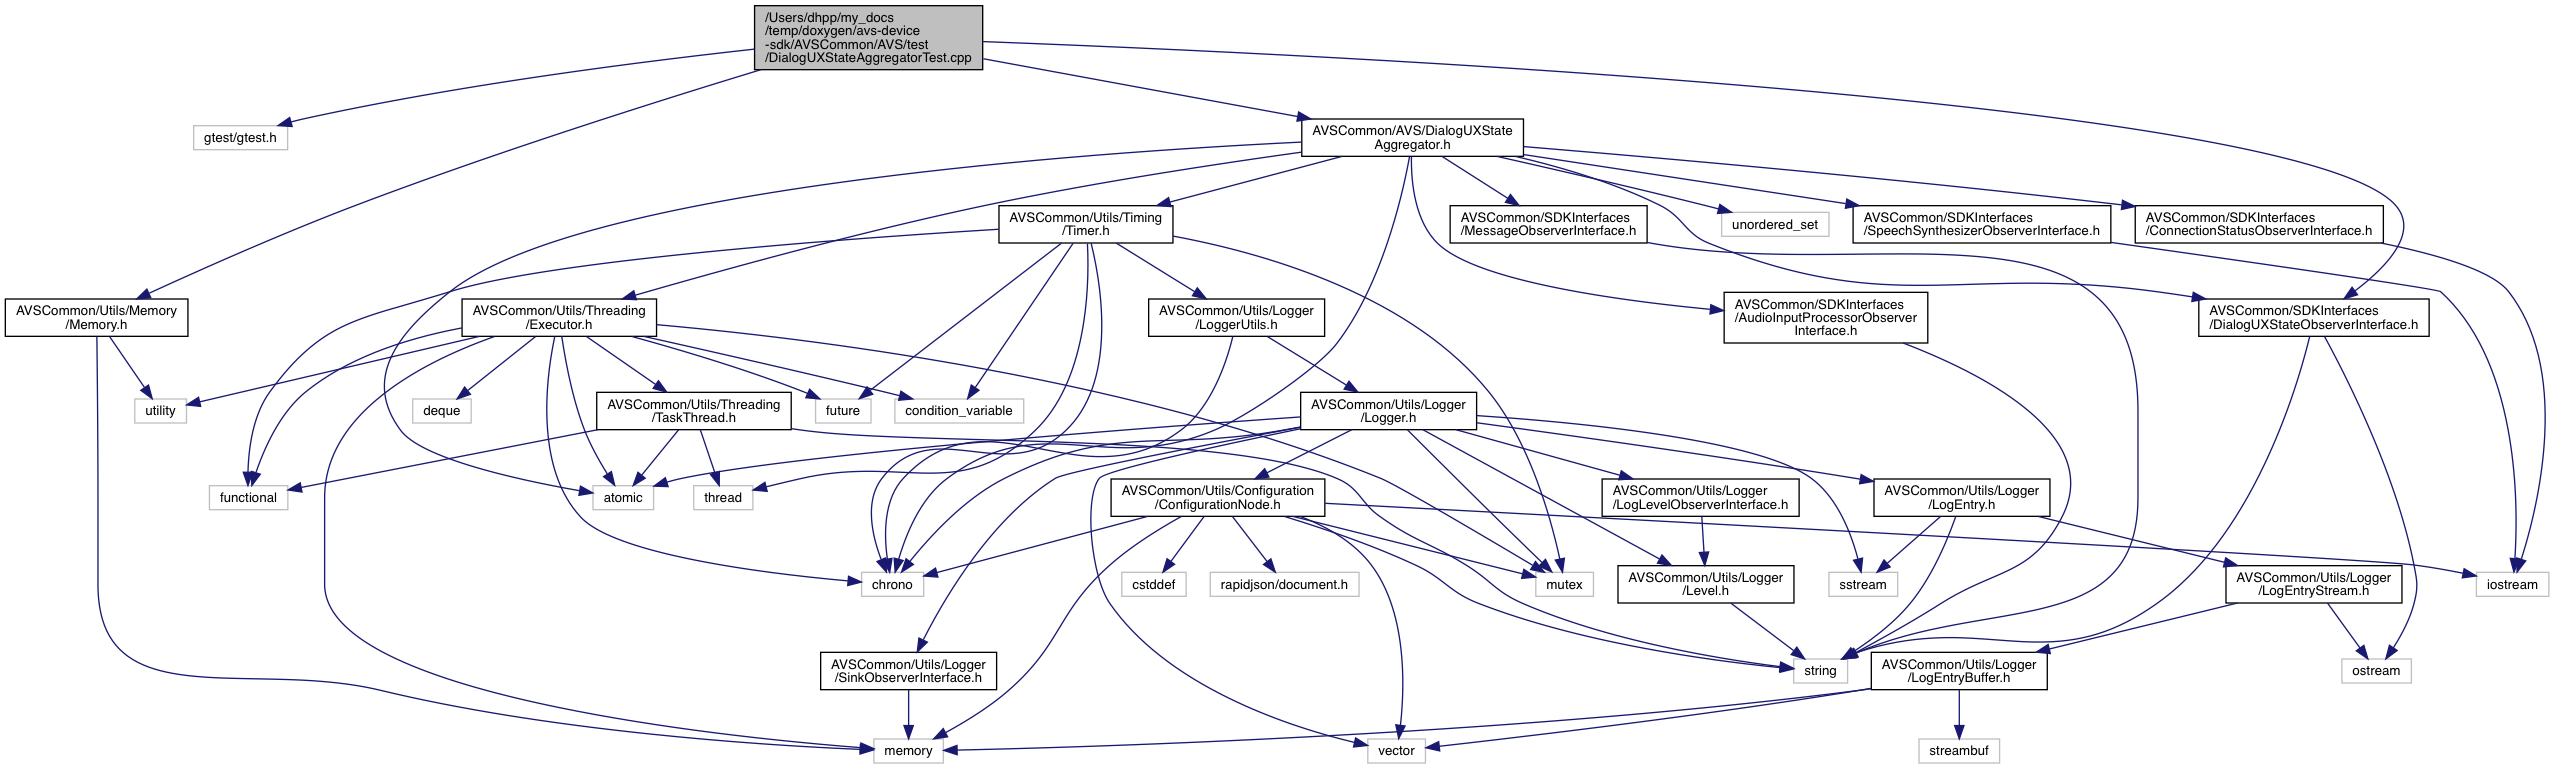 /Users/dhpp/my_docs
/temp/doxygen/avs-device
-sdk/AVSCommon/AVS/test
/DialogUXStateAggregatorTest.cpp
gtest/gtest.h
AVSCommon/AVS/DialogUXState
Aggregator.h
AVSCommon/Utils/Timing
/Timer.h
AVSCommon/SDKInterfaces
/MessageObserverInterface.h
unordered_set
AVSCommon/SDKInterfaces
/SpeechSynthesizerObserverInterface.h
AVSCommon/SDKInterfaces
/ConnectionStatusObserverInterface.h
AVSCommon/Utils/Memory
/Memory.h
AVSCommon/Utils/Threading
/Executor.h
AVSCommon/Utils/Logger
/LoggerUtils.h
AVSCommon/SDKInterfaces
/AudioInputProcessorObserver
Interface.h
AVSCommon/SDKInterfaces
/DialogUXStateObserverInterface.h
utility
deque
AVSCommon/Utils/Threading
/TaskThread.h
future
condition_variable
AVSCommon/Utils/Logger
/Logger.h
functional
atomic
thread
AVSCommon/Utils/Configuration
/ConfigurationNode.h
AVSCommon/Utils/Logger
/LogLevelObserverInterface.h
AVSCommon/Utils/Logger
/LogEntry.h
chrono
cstddef
rapidjson/document.h
mutex
AVSCommon/Utils/Logger
/Level.h
sstream
AVSCommon/Utils/Logger
/LogEntryStream.h
iostream
AVSCommon/Utils/Logger
/SinkObserverInterface.h
string
AVSCommon/Utils/Logger
/LogEntryBuffer.h
ostream
memory
vector
streambuf